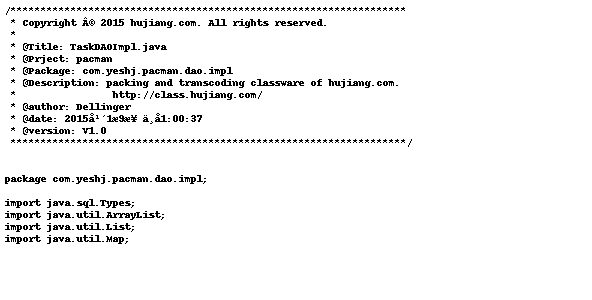 /******************************************************************
* Copyright Â© 2015 hujiang.com. All rights reserved.
*
* @Title: TaskDAOImpl.java
* @Prject: pacman
* @Package: com.yeshj.pacman.dao.impl
* @Description: packing and transcoding classware of hujiang.com.
* http://class.hujiang.com/
* @author: Dellinger
* @date: 2015å¹´1æ9æ¥ ä¸å1:00:37
* @version: V1.0
******************************************************************/
package com.yeshj.pacman.dao.impl;
import java.sql.Types;
import java.util.ArrayList;
import java.util.List;
import java.util.Map;